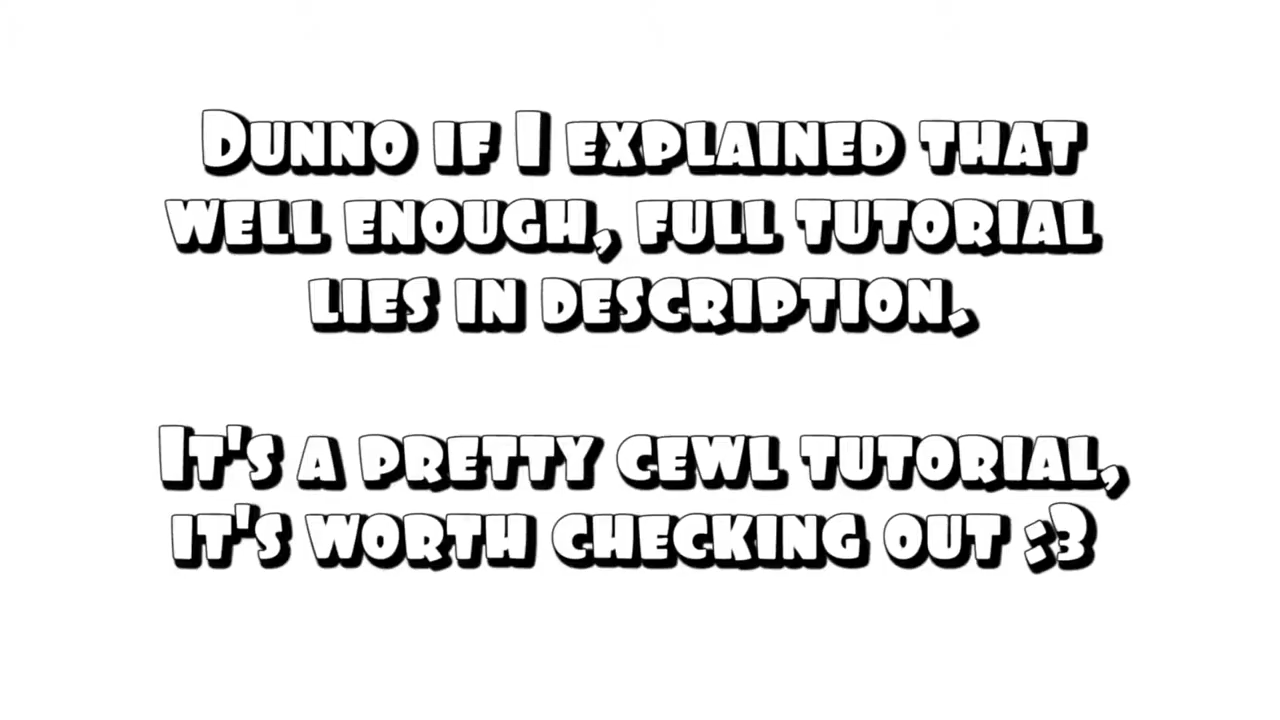 Dunno if I explained that
well enough, full tutorial
lies in description.
It's a pretty cewl tutorial,
it's worth checking out :3